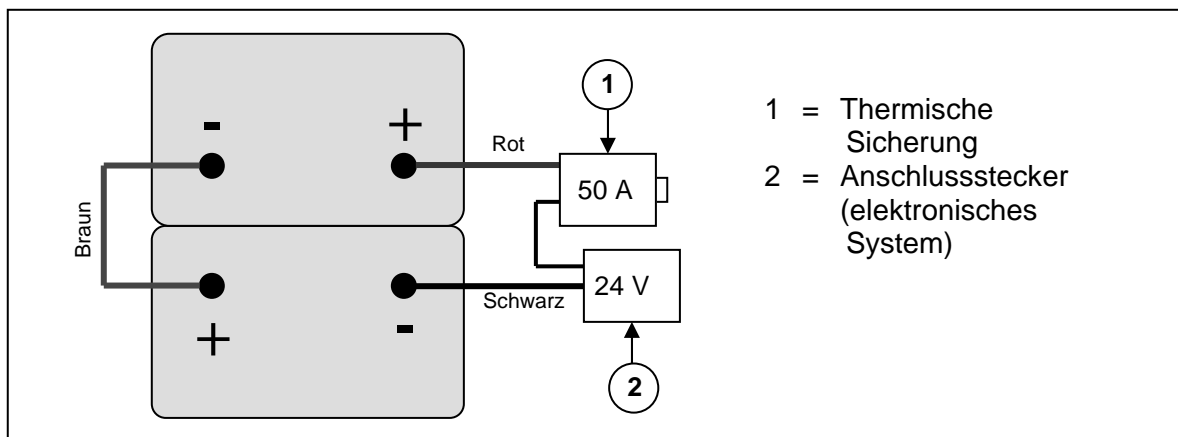 1
- +
Rot
50 A
Braun
24 V
Schwarz
+ -
2
1 = Thermische
Sicherung
2 = Anschlussstecker
(elektronisches
System)